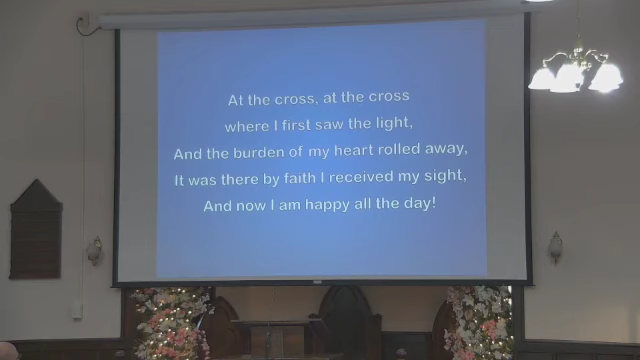 At the cross, at the cross
where I first saw the light,
And the burden of my heart rolled away,
It was there by faith I received my sight,
And now I am happy all the day!